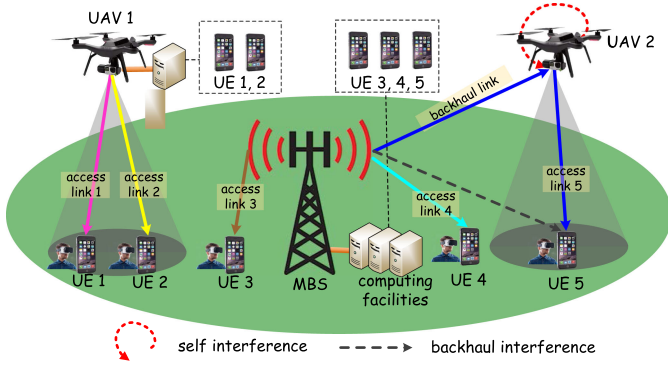 UAV 1
UE 1, 2
UE 3, 4, 5
UAV 2
backhaul link
access
link 1
access
link 2
access
link 3
access
link 4
access
link 5
UE 1
UE 2
UE 3
MBS
computing
facilities
UE 4
UE 5
self interference
backhaul interference